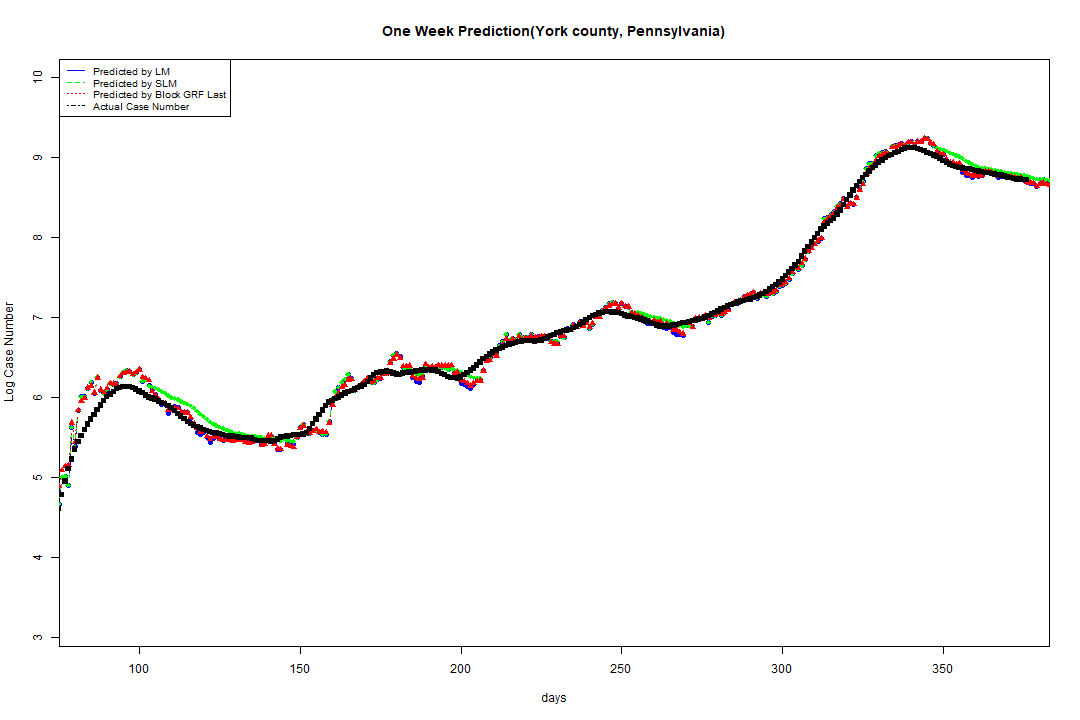 One Week Prediction(York county, Pennsylvania)
Predicted by LM
Predicted by SLM
Predicted by Block GRF Last
Actual Case Number
10
9
8
7
6
5
4
3
Log Case Number
100 150 200 250 300 350
days